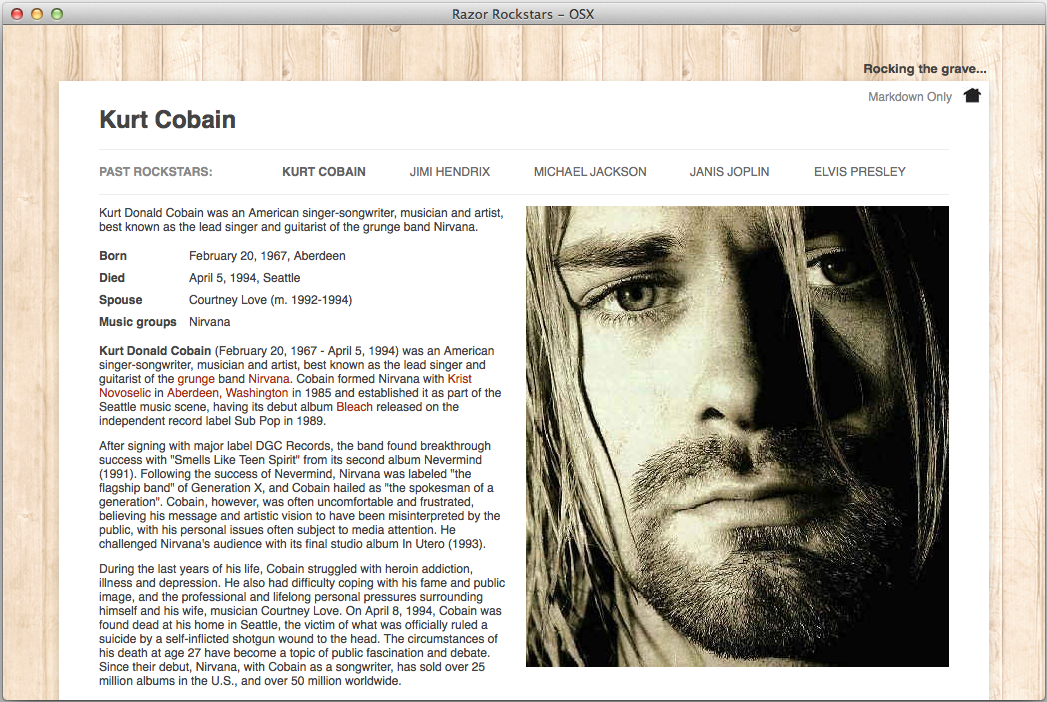 Razor Rockstars – OSX
Rocking the grave...
Markdown Only
Kurt Cobain
PAST ROCKSTARS: KURT COBAIN JIMI HENDRIX MICHAEL JACKSON JANIS JOPLIN ELVIS PRESLEY
Kurt Donald Cobain was an American singer-songwriter, musician and artist,
best known as the lead singer and guitarist of the grunge band Nirvana.
Born February 20, 1967, Aberdeen
Died April 5, 1994, Seattle
Spouse Courtney Love (m. 1992-1994)
Music groups Nirvana
Kurt Donald Cobain (February 20, 1967 - April 5, 1994) was an American
singer-songwriter, musician and artist, best known as the lead singer and
guitarist of the grunge band Nirvana. Cobain formed Nirvana with Krist
Novoselic in Aberdeen, Washington in 1985 and established it as part of the
Seattle music scene, having its debut album Bleach released on the
independent record label Sub Pop in 1989.
After signing with major label DGC Records, the band found breakthrough
success with "Smells Like Teen Spirit" from its second album Nevermind
(1991). Following the success of Nevermind, Nirvana was labeled "the
flagship band" of Generation X, and Cobain hailed as "the spokesman of a
generation". Cobain, however, was often uncomfortable and frustrated,
believing his message and artistic vision to have been misinterpreted by the
public, with his personal issues often subject to media attention. He
challenged Nirvana's audience with its final studio album In Utero (1993).
During the last years of his life, Cobain struggled with heroin addiction,
illness and depression. He also had difficulty coping with his fame and public
image, and the professional and lifelong personal pressures surrounding
himself and his wife, musician Courtney Love. On April 8, 1994, Cobain was
found dead at his home in Seattle, the victim of what was officially ruled a
suicide by a self-inflicted shotgun wound to the head. The circumstances of
his death at age 27 have become a topic of public fascination and debate.
Since their debut, Nirvana, with Cobain as a songwriter, has sold over 25
million albums in the U.S., and over 50 million worldwide.